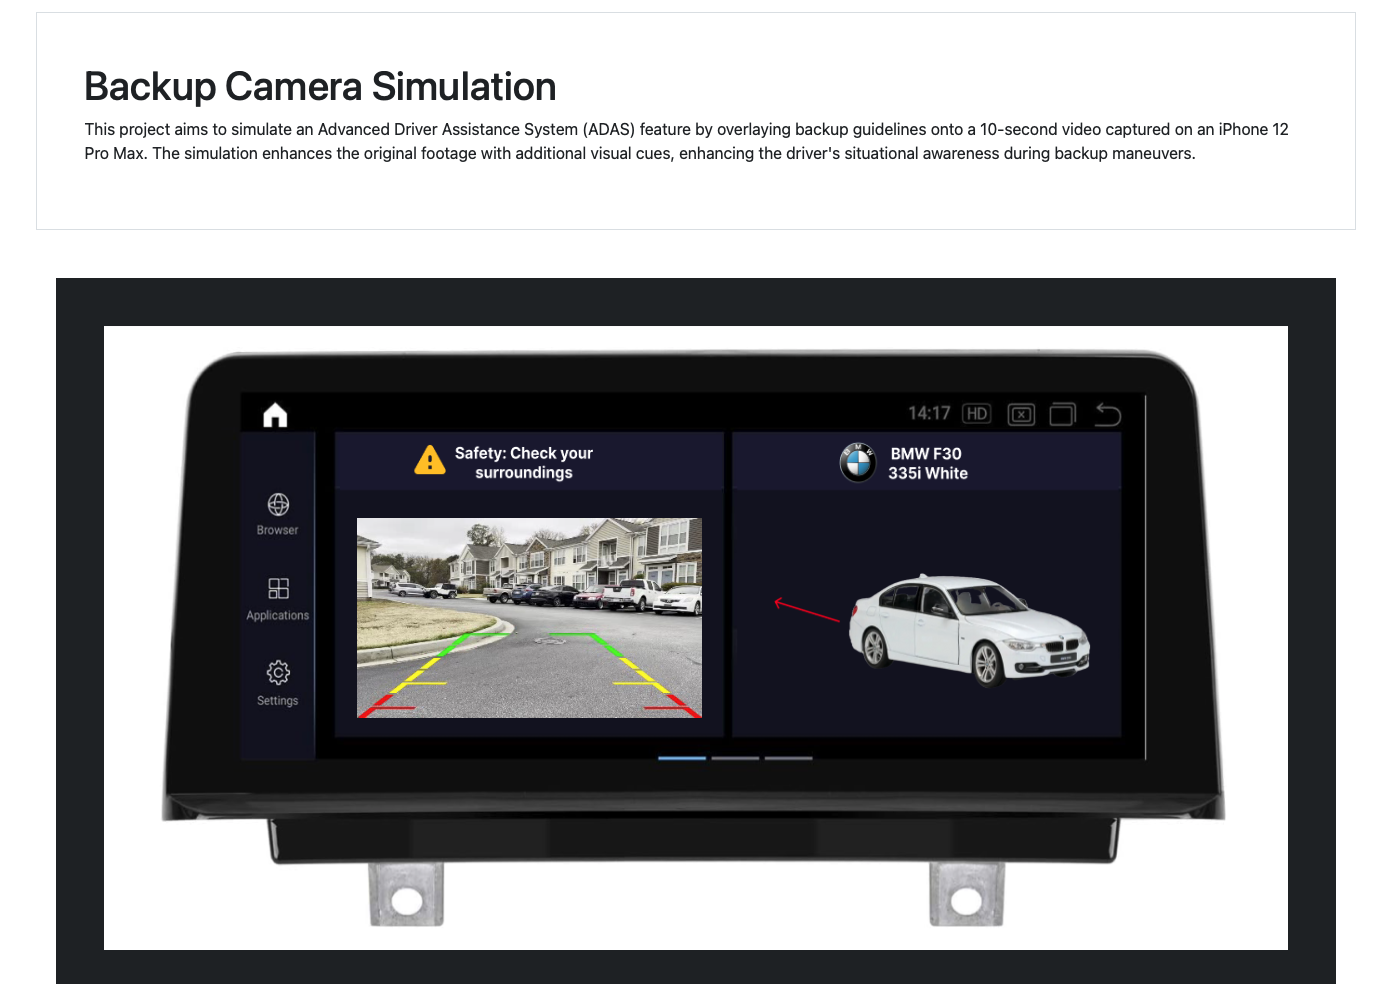 Backup Camera Simulation
This project aims to simulate an Advanced Driver Assistance System (ADAS) feature by overlaying backup guidelines onto a 10-second video captured on an iPhone 12
Pro Max. The simulation enhances the original footage with additional visual cues, enhancing the driver's situational awareness during backup maneuvers.
14:17 HD
Safety: Check your
surroundings
BMW F30
335i White
BMW
Browser
Applications
Settings